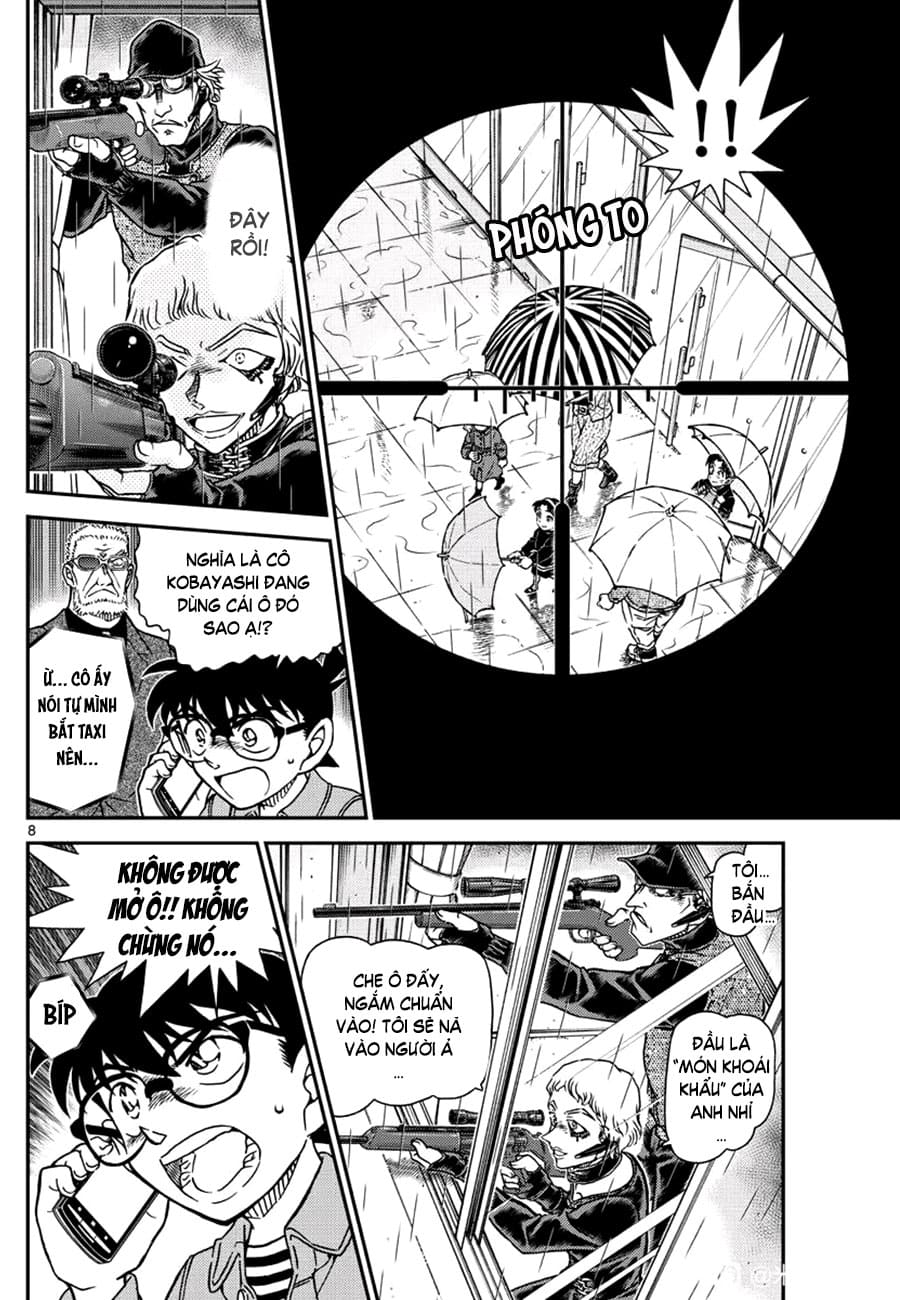 !!
PHÓNG TO
ĐÂY
RỒI!
NGHĨA LÀ CÔ
KOBAYASHI ĐANG
DÙNG CÁI Ô ĐÓ
SAO Ạ!?
Ừ... CÔ ẤY
NÓI TỰ MÌNH
BẮT TAXI
NÊN...
8
TÔI...
BẮN
ĐẦU...
ĐẦU LÀ
"MÓN KHOÁI
KHẨU" CỦA
ANH NHỈ
...
CHE Ô ĐẤY,
NGẮM CHUẨN
VÀO! TÔI SẼ NÃ
VÀO NGƯỜI Ả
...
KHÔNG ĐƯỢC
MỞ Ô!! KHÔNG
CHỪNG NÓ...
BÍP